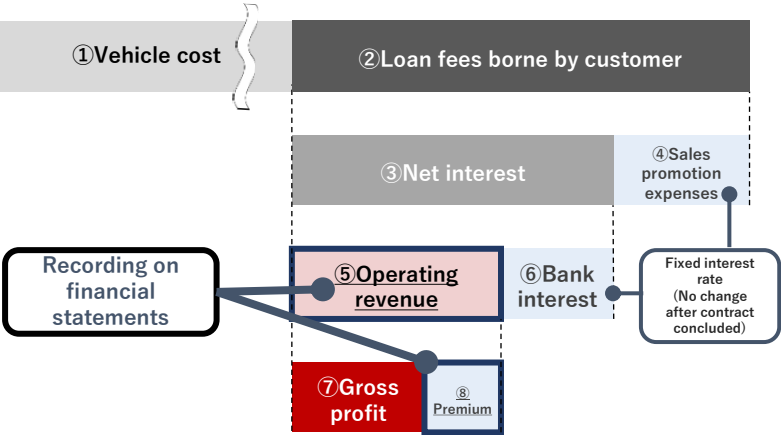 ①Vehicle cost
②Loan fees borne by customer
③Net interest
④Sales
promotion
expenses
Recording on
financial
statements
⑤Operating
revenue
⑥Bank
interest
Fixed interest
rate
(No change
after contract
concluded)
⑦Gross
profit
⑧
Premium